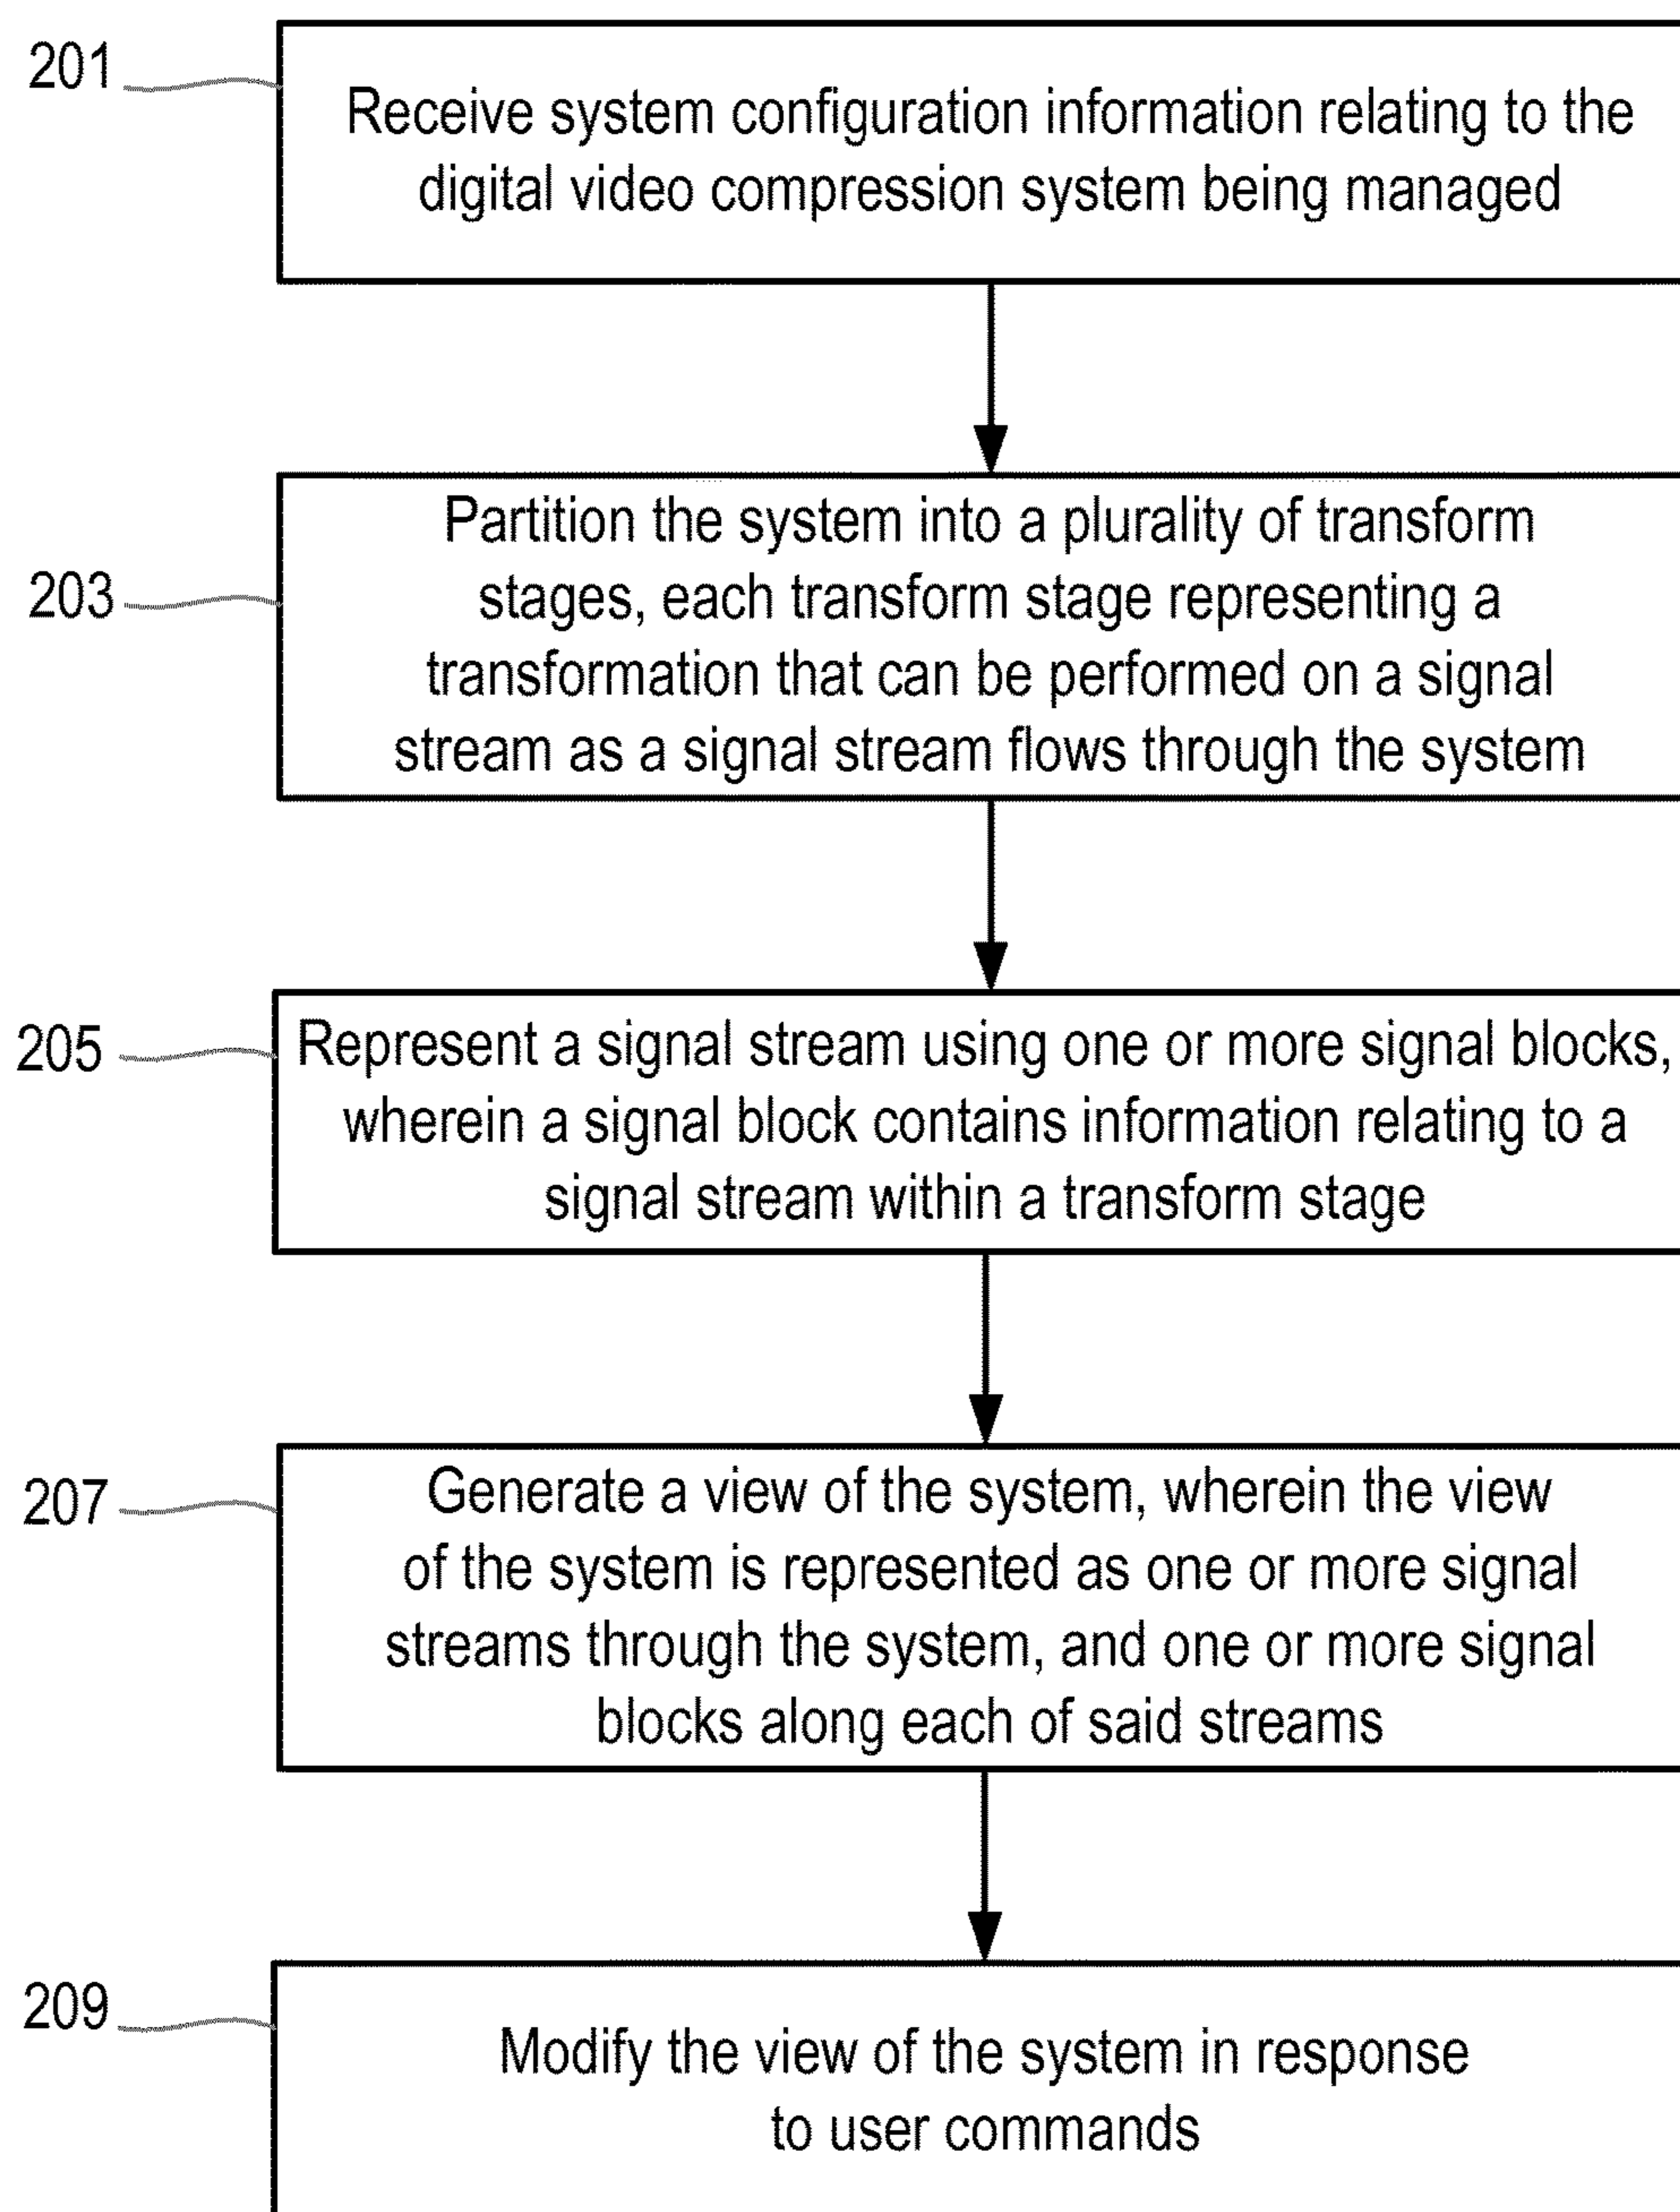 201
Receive system configuration information relating to the
digital video compression system being managed
203
Partition the system into a plurality of transform
stages, each transform stage representing a
transformation that can be performed on a signal
stream as a signal stream flows through the system
205
Represent a signal stream using one or more signal blocks,
wherein a signal block contains information relating to a
signal stream within a transform stage
207
Generate a view of the system, wherein the view
of the system is represented as one or more signal
streams through the system, and one or more signal
blocks along each of said streams
209
Modify the view of the system in response
to user commands